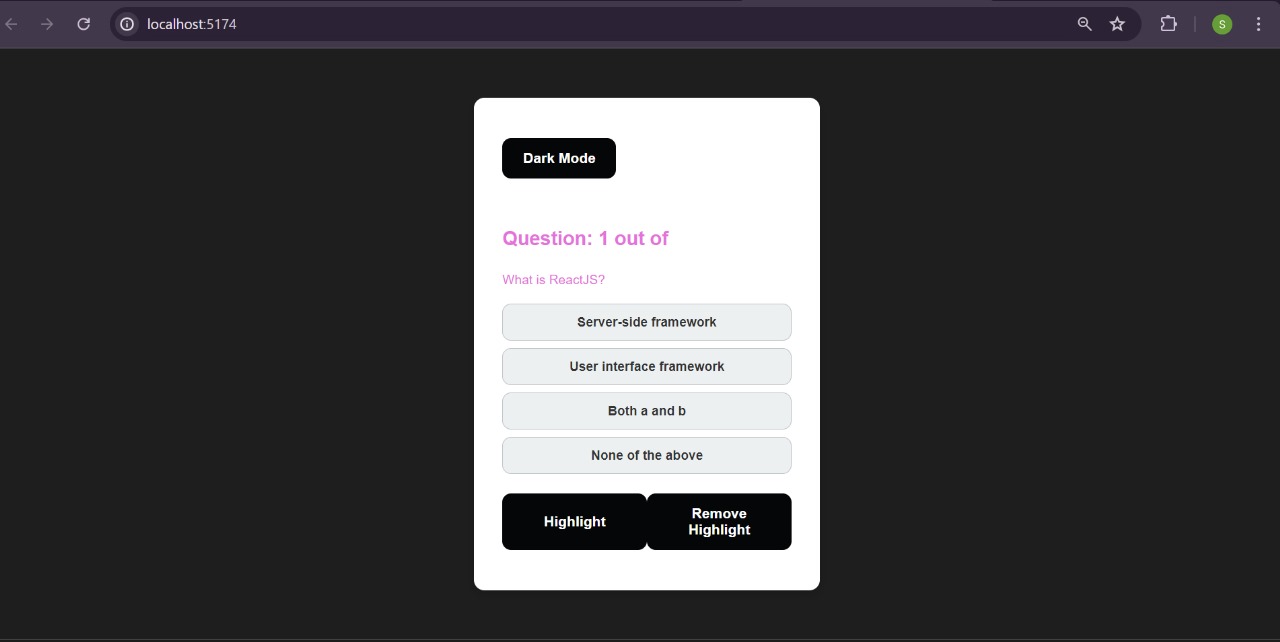 localhost:5174
S
Dark Mode
Question: 1 out of
What is ReactJS?
Server-side framework
User interface framework
Both a and b
None of the above
Highlight
Remove
Highlight